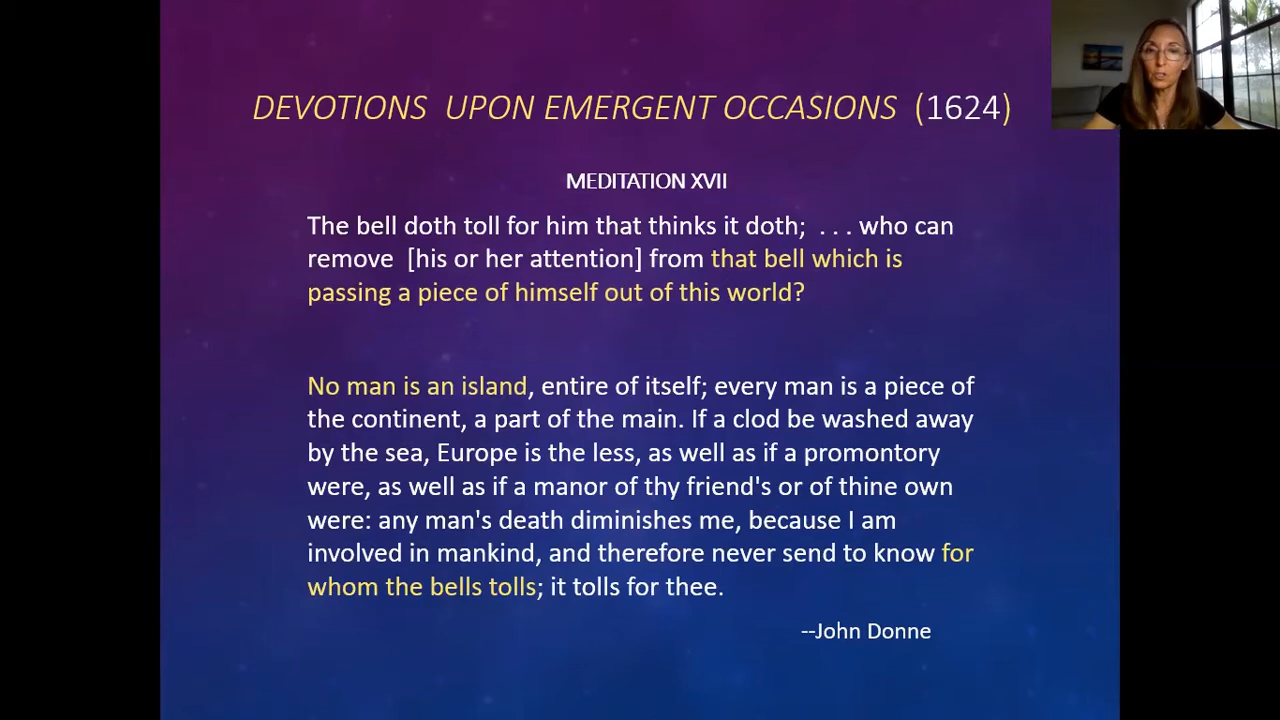 DEVOTIONS UPON EMERGENT OCCASIONS (1624)
MEDITATION XVII
The bell doth toll for him that thinks it doth; . . . who can
remove [his or her attention] from that bell which is
passing a piece of himself out of this world?
No man is an island, entire of itself; every man is a piece of
the continent, a part of the main. If a clod be washed away
by the sea, Europe is the less, as well as if a promontory
were, as well as if a manor of thy friend's or of thine own
were: any man's death diminishes me, because I am
involved in mankind, and therefore never send to know for
whom the bells tolls; it tolls for thee.
--John Donne